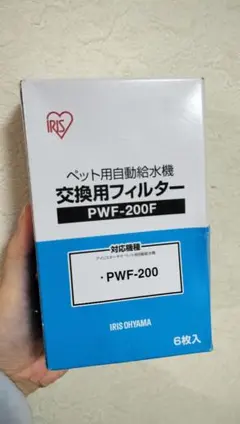 IRIS
ペット用自動給水機
交換用フィルター
PWF-200F
対応機種
・PWF-200
IRIS OHYAMA
6枚入